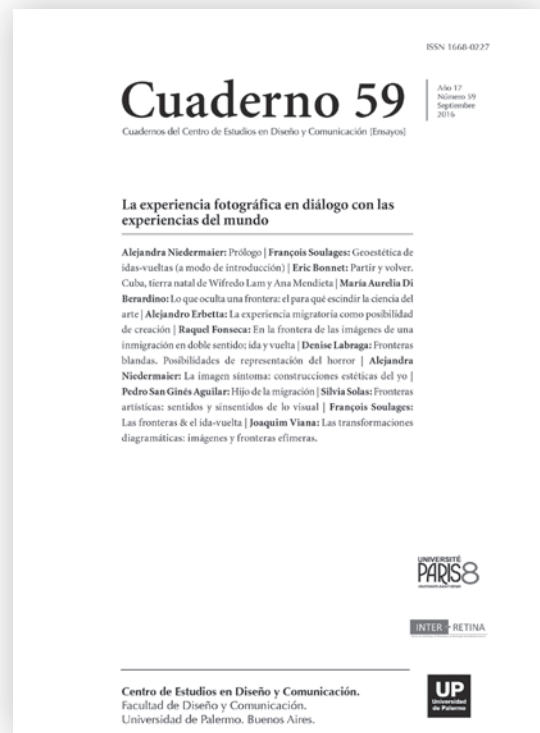 ISSN 1668-0227
Cuaderno 59
Año 17
Número 59
Septiembre
2016
Cuadernos del Centro de Estudios en Diseño y Comunicación [Ensayos]
La experiencia fotográfica en diálogo con las
experiencias del mundo
Alejandra Niedermaier: Prólogo | François Soulages: Geoestética de
idas-vueltas (a modo de introducción) | Eric Bonnet: Partir y volver.
Cuba, tierra natal de Wifredo Lam y Ana Mendieta | María Aurelia Di
Berardino: Lo que oculta una frontera: el para qué escindir la ciencia del
arte | Alejandro Erbetta: La experiencia migratoria como posibilidad
de creación | Raquel Fonseca: En la frontera de las imágenes de una
inmigración en doble sentido; ida y vuelta | Denise Labraga: Fronteras
blandas. Posibilidades de representación del horror | Alejandra
Niedermaier: La imagen síntoma: construcciones estéticas del yo |
Pedro San Ginés Aguilar: Hijo de la migración | Silvia Solas: Fronteras
artísticas: sentidos y sinsentidos de lo visual | François Soulages:
Las fronteras & el ida-vuelta | Joaquim Viana: Las transformaciones
diagramáticas: imágenes y fronteras efímeras.
UNIVERSITÉ
PARIS8
INTER RETINA
Centro de Estudios en Diseño y Comunicación.
Facultad de Diseño y Comunicación.
Universidad de Palermo. Buenos Aires.
UP
Universidad
de Palermo